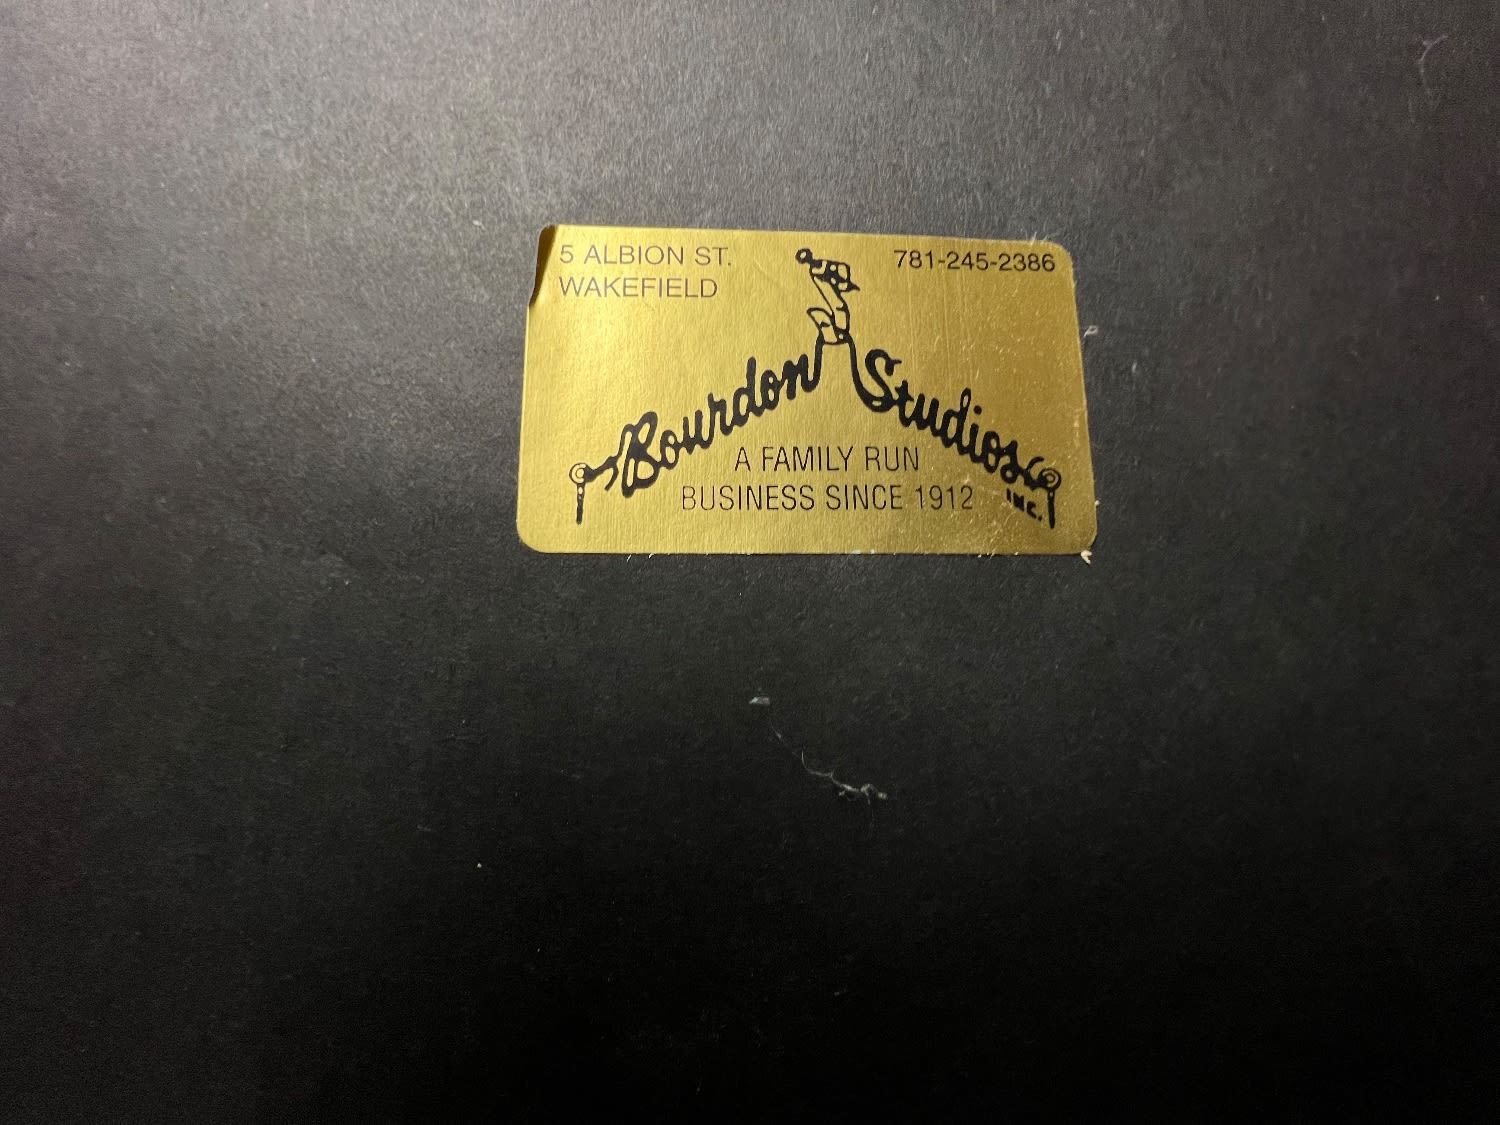 5 ALBION ST.
WAKEFIELD
781-245-2386
Bourdon Studios
INC.
A FAMILY RUN
BUSINESS SINCE 1912